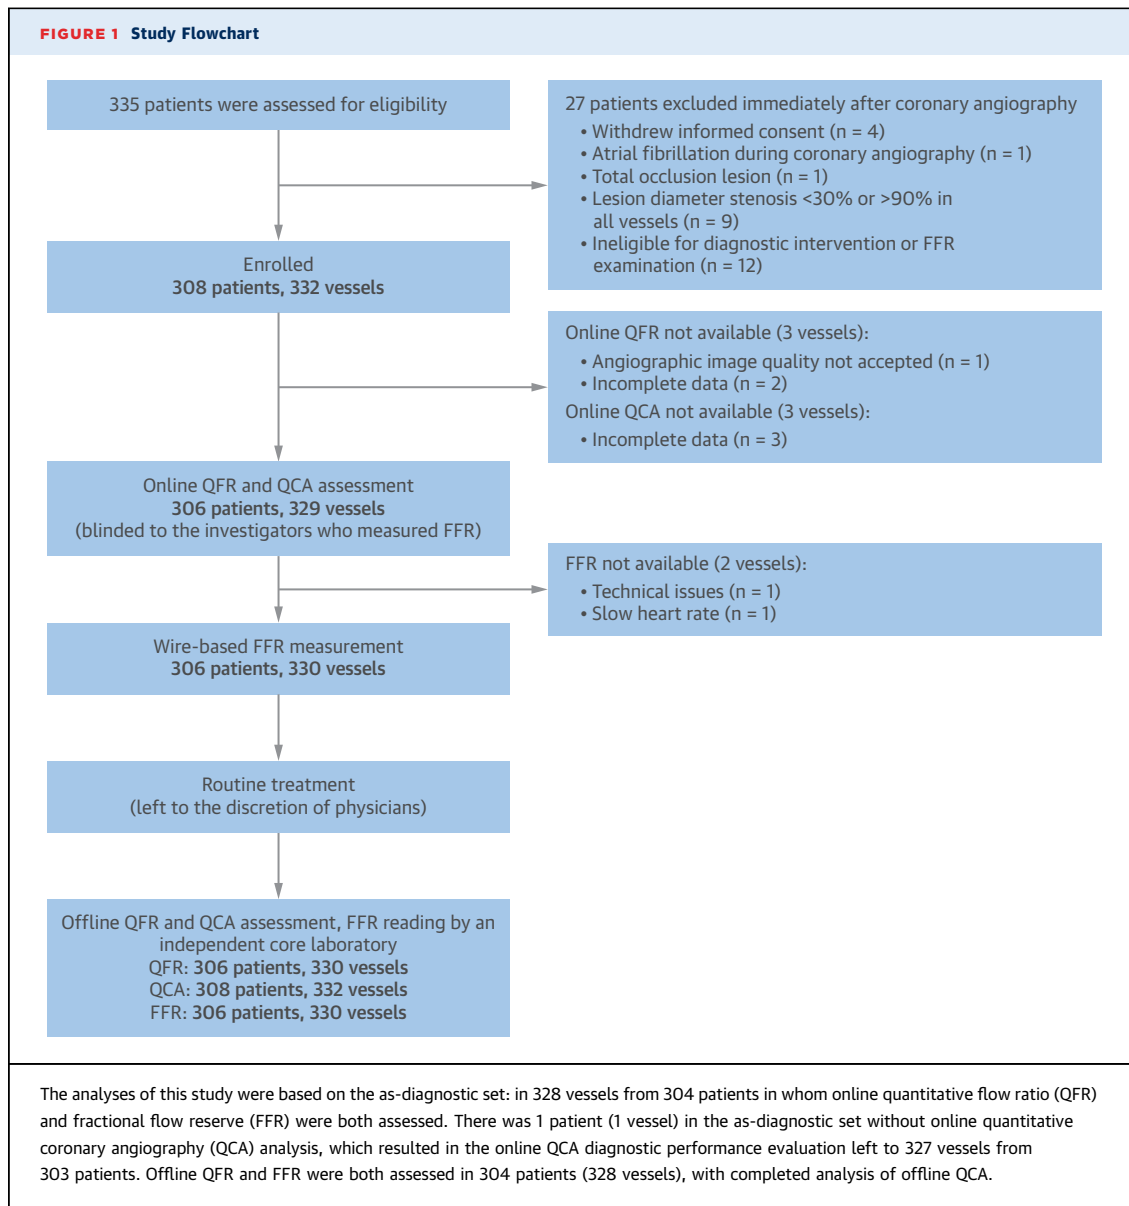 FIGURE 1 Study Flowchart
335 patients were assessed for eligibility
27 patients excluded immediately after coronary angiography
• Withdrew informed consent (n = 4)
• Atrial fibrillation during coronary angiography (n = 1)
• Total occlusion lesion (n = 1)
• Lesion diameter stenosis <30% or >90% in
all vessels (n = 9)
• Ineligible for diagnostic intervention or FFR
examination (n = 12)
Enrolled
308 patients, 332 vessels
Online QFR not available (3 vessels):
• Angiographic image quality not accepted (n = 1)
• Incomplete data (n = 2)
Online QCA not available (3 vessels):
• Incomplete data (n = 3)
Online QFR and QCA assessment
306 patients, 329 vessels
(blinded to the investigators who measured FFR)
FFR not available (2 vessels):
• Technical issues (n = 1)
• Slow heart rate (n = 1)
Wire-based FFR measurement
306 patients, 330 vessels
Routine treatment
(left to the discretion of physicians)
Offline QFR and QCA assessment, FFR reading by an
independent core laboratory
QFR: 306 patients, 330 vessels
QCA: 308 patients, 332 vessels
FFR: 306 patients, 330 vessels
The analyses of this study were based on the as-diagnostic set: in 328 vessels from 304 patients in whom online quantitative flow ratio (QFR)
and fractional flow reserve (FFR) were both assessed. There was 1 patient (1 vessel) in the as-diagnostic set without online quantitative
coronary angiography (QCA) analysis, which resulted in the online QCA diagnostic performance evaluation left to 327 vessels from
303 patients. Offline QFR and FFR were both assessed in 304 patients (328 vessels), with completed analysis of offline QCA.